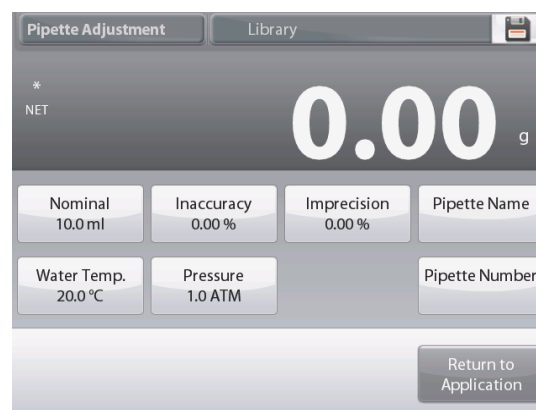 Pipette Adjustment Library
*
NET
0.00 g
Nominal Inaccuracy Imprecision Pipette Name
10.0 ml 0.00 % 0.00 %
Water Temp. Pressure Pipette Number
20.0 °C 1.0 ATM
Return to
Application